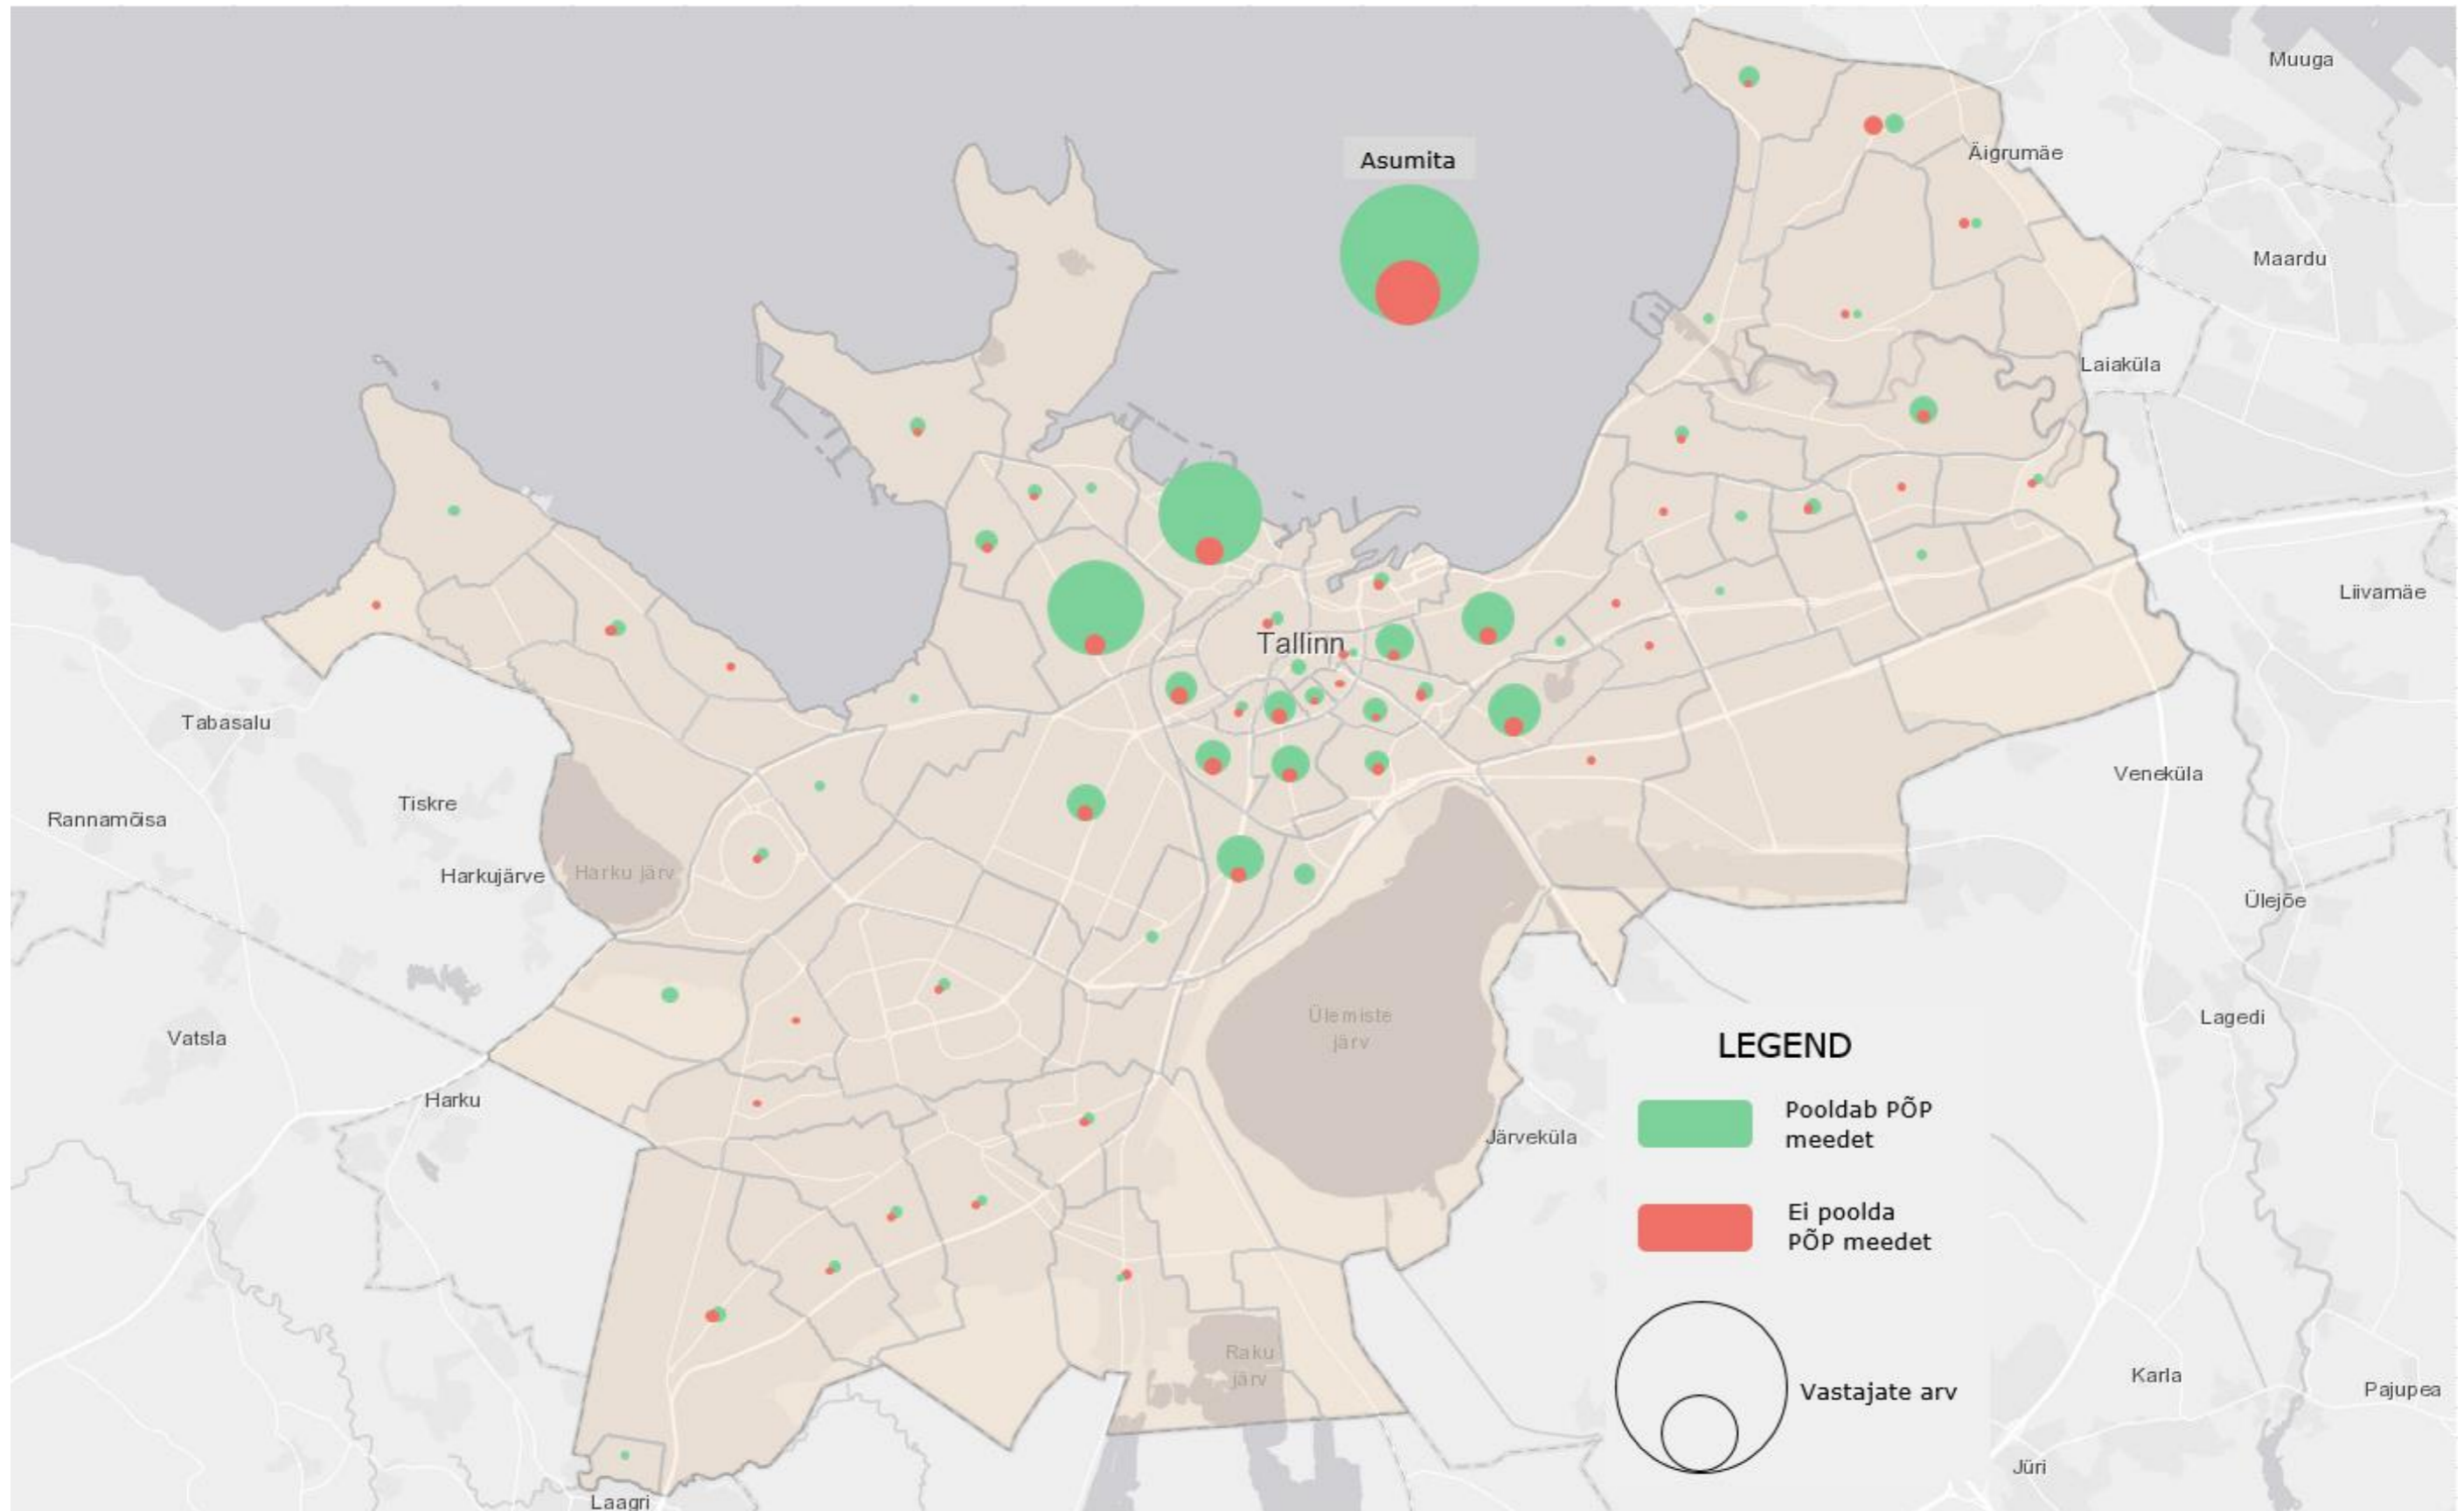 Muuga
Asumita
Äigrumäe
Maardu
Laiaküla
Liivamäe
Tallinn
Tabasalu
Veneküla
Tiskre
Rannamõisa
Harkujärve
Harku järv
Ülejõe
Ülemiste
järv
Lagedi
Vatsla
Harku
Järveküla
LEGEND
Pooldab PÕP
meedet
Ei poolda
PÕP meedet
Vastajate arv
Raku
järv
Karla
Pajupea
Jüri
Laagri